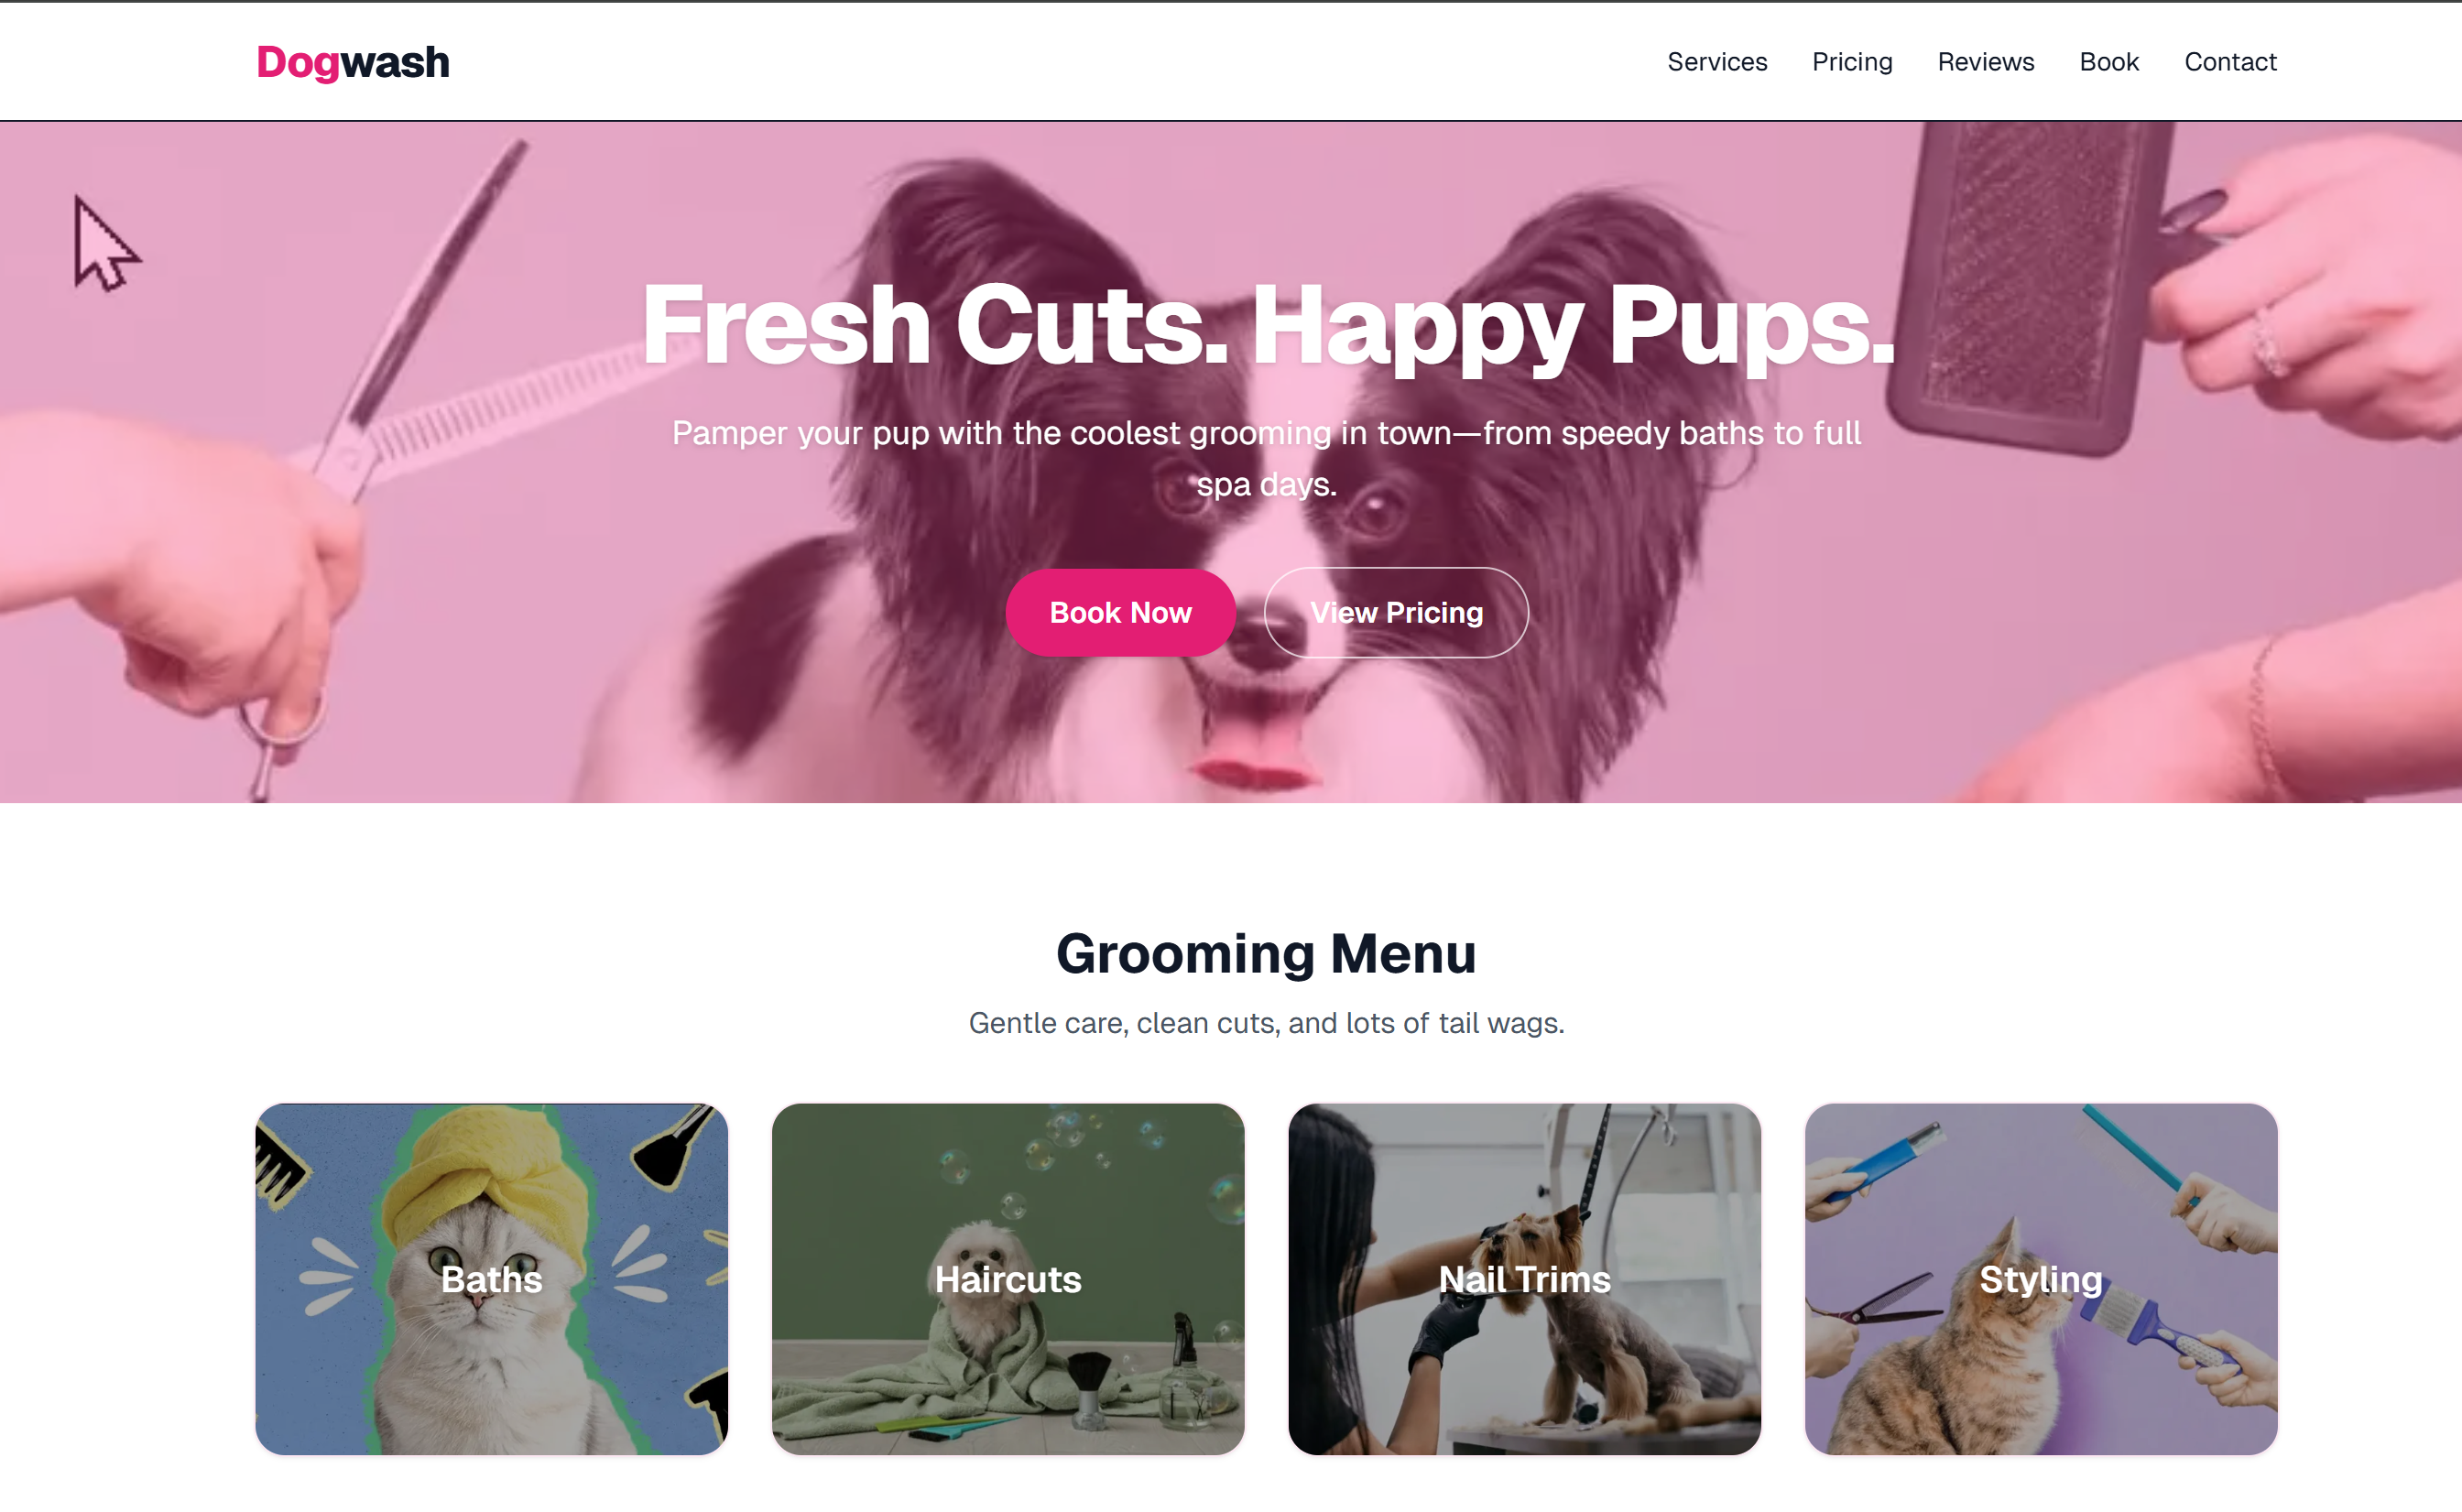 Dogwash
Services Pricing Reviews Book Contact
Fresh Cuts. Happy Pups.
Pamper your pup with the coolest grooming in town—from speedy baths to full
spa days.
Book Now View Pricing
Grooming Menu
Gentle care, clean cuts, and lots of tail wags.
Baths Haircuts Nail Trims Styling